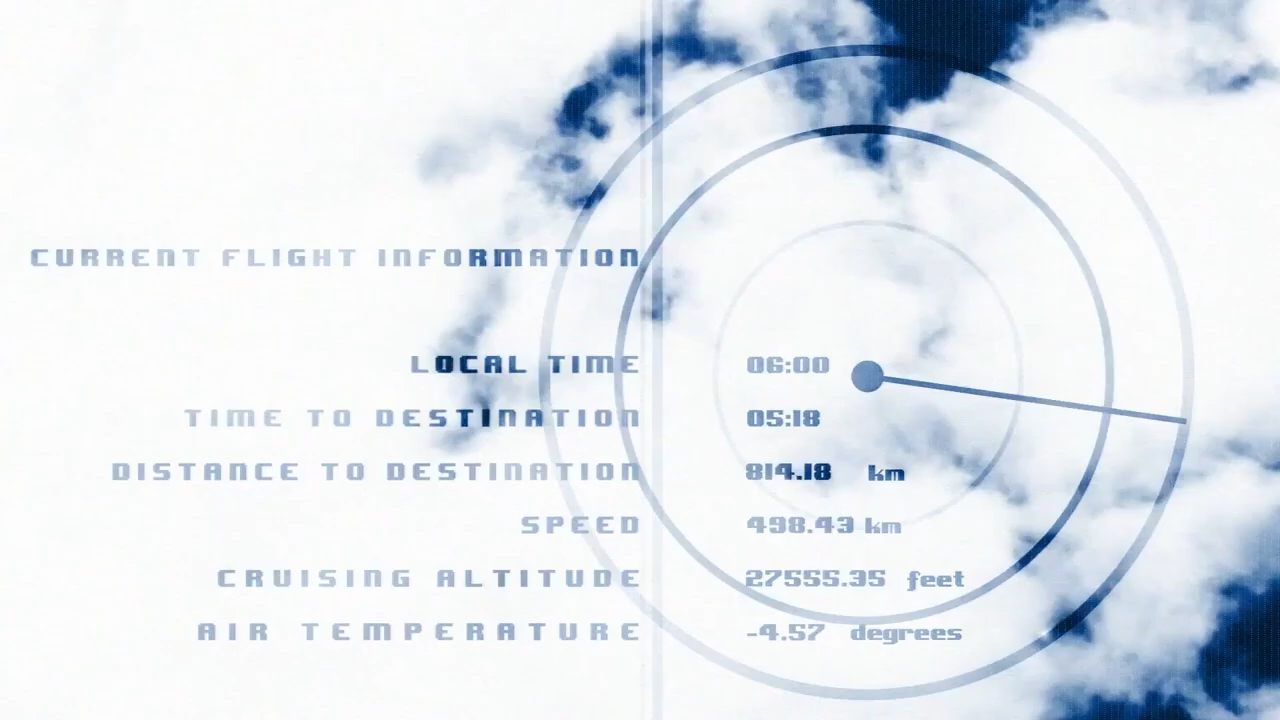 CURRENT FLIGHT INFORMATION
LOCAL TIME 06:00
TIME TO DESTINATION 05:18
DISTANCE TO DESTINATION 814.18 km
SPEED 498.43 km
CRUISING ALTITUDE 27555.35 feet
AIR TEMPERATURE -4.57 degrees